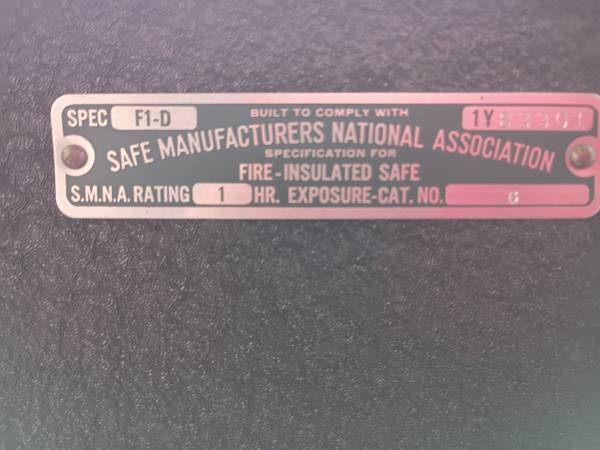 SPEC F1-D BUILT TO COMPLY WITH 1Y
SAFE MANUFACTURERS NATIONAL ASSOCIATION
SPECIFICATION FOR
FIRE-INSULATED SAFE
S.M.N.A. RATING 1 HR. EXPOSURE-CAT. NO. 6